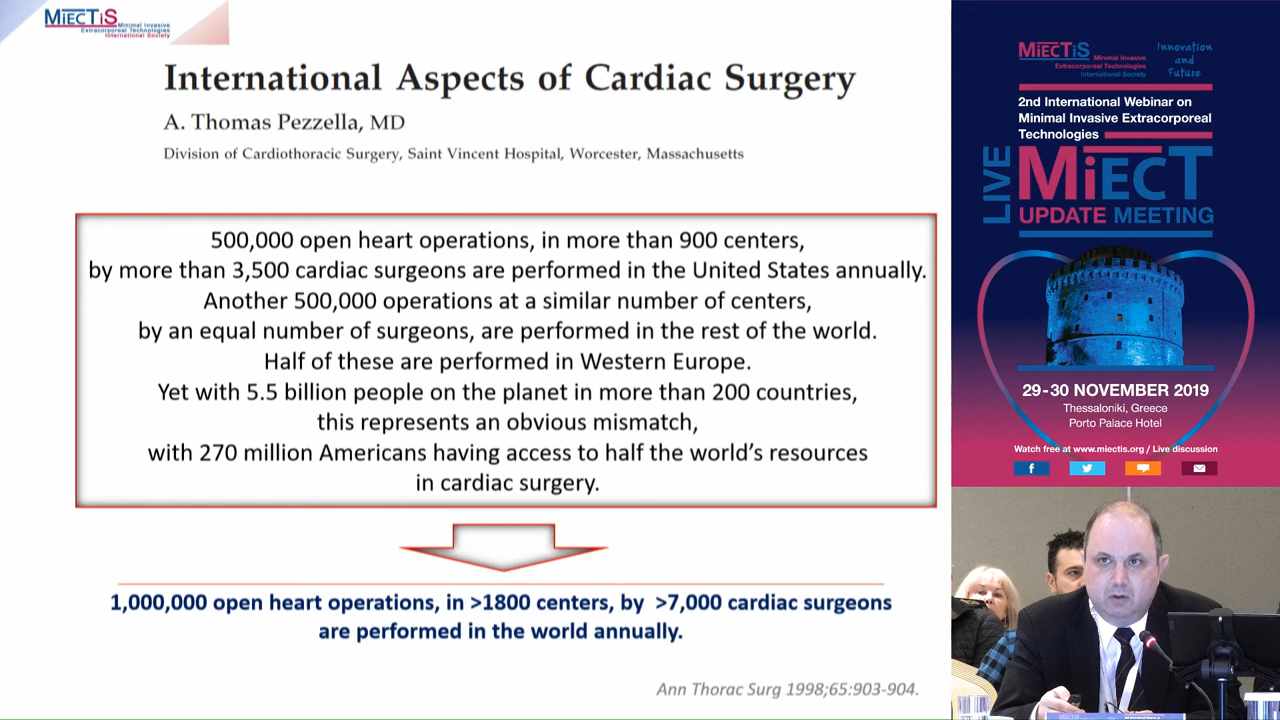 MiECTiS
Minimal Invasive
Extracorporeal Technologies
International Society
International Aspects of Cardiac Surgery
A. Thomas Pezzella, MD
Division of Cardiothoracic Surgery, Saint Vincent Hospital, Worcester, Massachusetts
500,000 open heart operations, in more than 900 centers,
by more than 3,500 cardiac surgeons are performed in the United States annually.
Another 500,000 operations at a similar number of centers,
by an equal number of surgeons, are performed in the rest of the world.
Half of these are performed in Western Europe.
Yet with 5.5 billion people on the planet in more than 200 countries,
this represents an obvious mismatch,
with 270 million Americans having access to half the world's resources
in cardiac surgery.
1,000,000 open heart operations, in >1800 centers, by >7,000 cardiac surgeons
are performed in the world annually.
Ann Thorac Surg 1998;65:903-904.
MiECTiS
Minimal Invasive
Extracorporeal Technologies
International Society
Innovation
and
Future
2nd International Webinar on
Minimal Invasive Extracorporeal
Technologies
LIVE
MiECT
UPDATE MEETING
29-30 NOVEMBER 2019
Thessaloniki, Greece
Porto Palace Hotel
Watch free at www.miectis.org / Live discussion